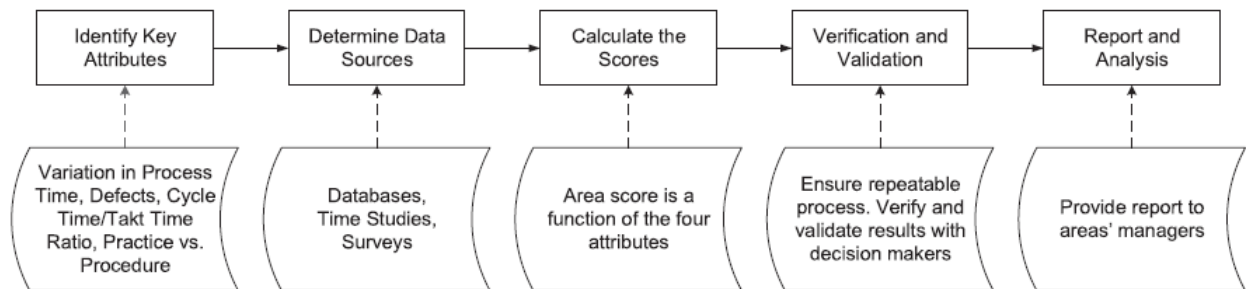 Identify Key
Attributes
Determine Data
Sources
Calculate the
Scores
Verification and
Validation
Report and
Analysis
Variation in Process
Time, Defects, Cycle
Time/Takt Time
Ratio, Practice vs.
Procedure
Databases,
Time Studies,
Surveys
Area score is a
function of the four
attributes
Ensure repeatable
process. Verify and
validate results with
decision makers
Provide report to
areas' managers